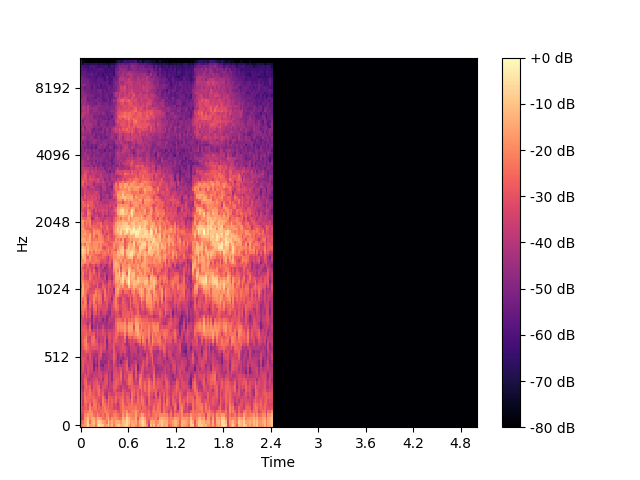 8192
4096
2048
1024
512
0
Hz
0 0.6 1.2 1.8 2.4 3 3.6 4.2 4.8
Time
+0 dB
-10 dB
-20 dB
-30 dB
-40 dB
-50 dB
-60 dB
-70 dB
-80 dB